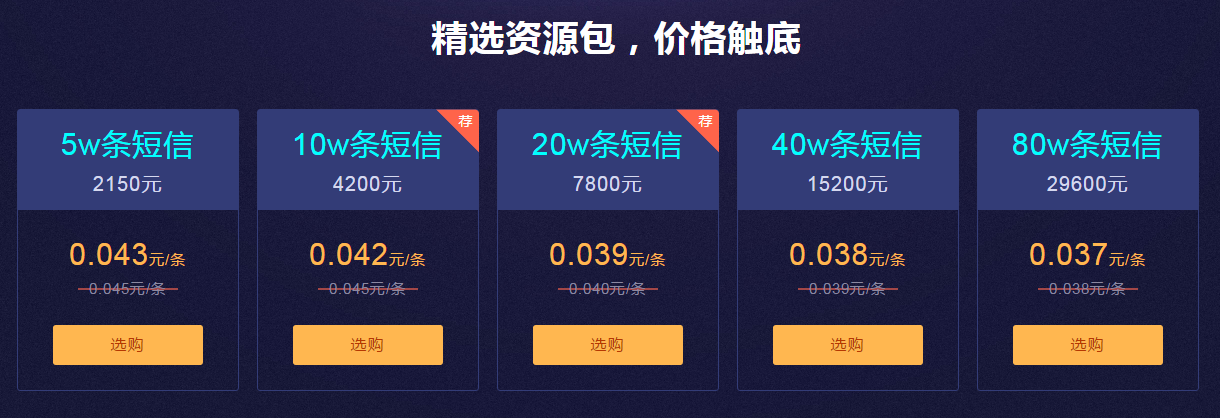 精选资源包，价格触底
5w条短信
2150元
0.043元/条
0.045元/条
选购
荐
10w条短信
4200元
0.042元/条
0.045元/条
选购
荐
20w条短信
7800元
0.039元/条
0.040元/条
选购
40w条短信
15200元
0.038元/条
0.039元/条
选购
80w条短信
29600元
0.037元/条
0.038元/条
选购